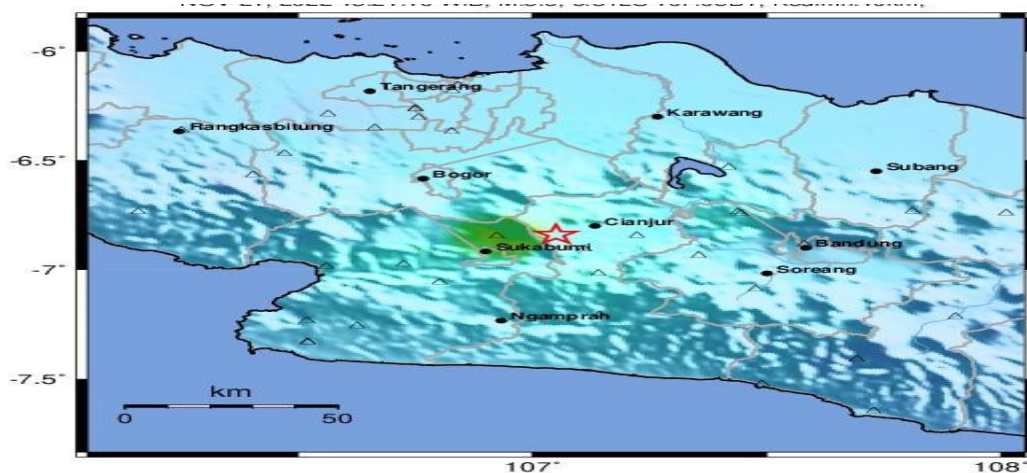 -6°
Tangerang
Karawang
Rangkasbitung
-6.5°
Subang
Bogor
Cianjur
Bandung
Sukabumi
-7°
Soreang
Ngamprah
-7.5°
km
0 50
107°
108°